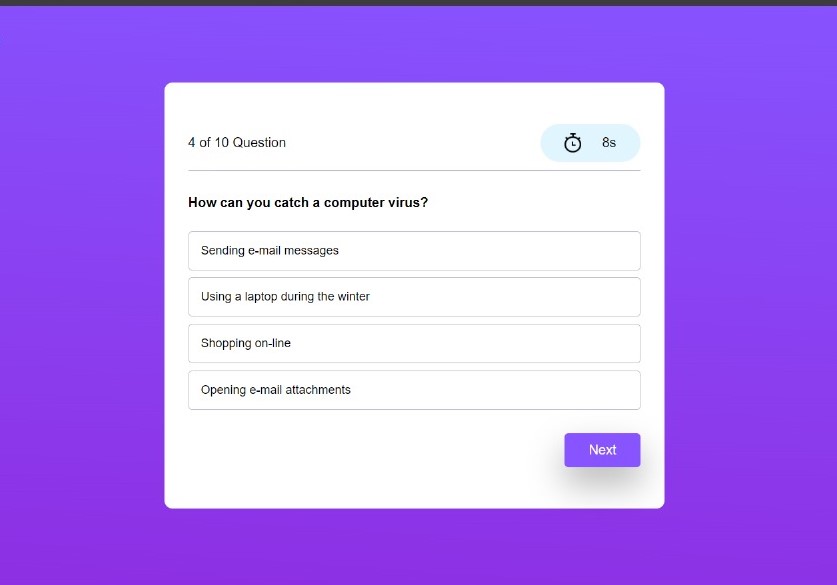 4 of 10 Question
8s
How can you catch a computer virus?
Sending e-mail messages
Using a laptop during the winter
Shopping on-line
Opening e-mail attachments
Next